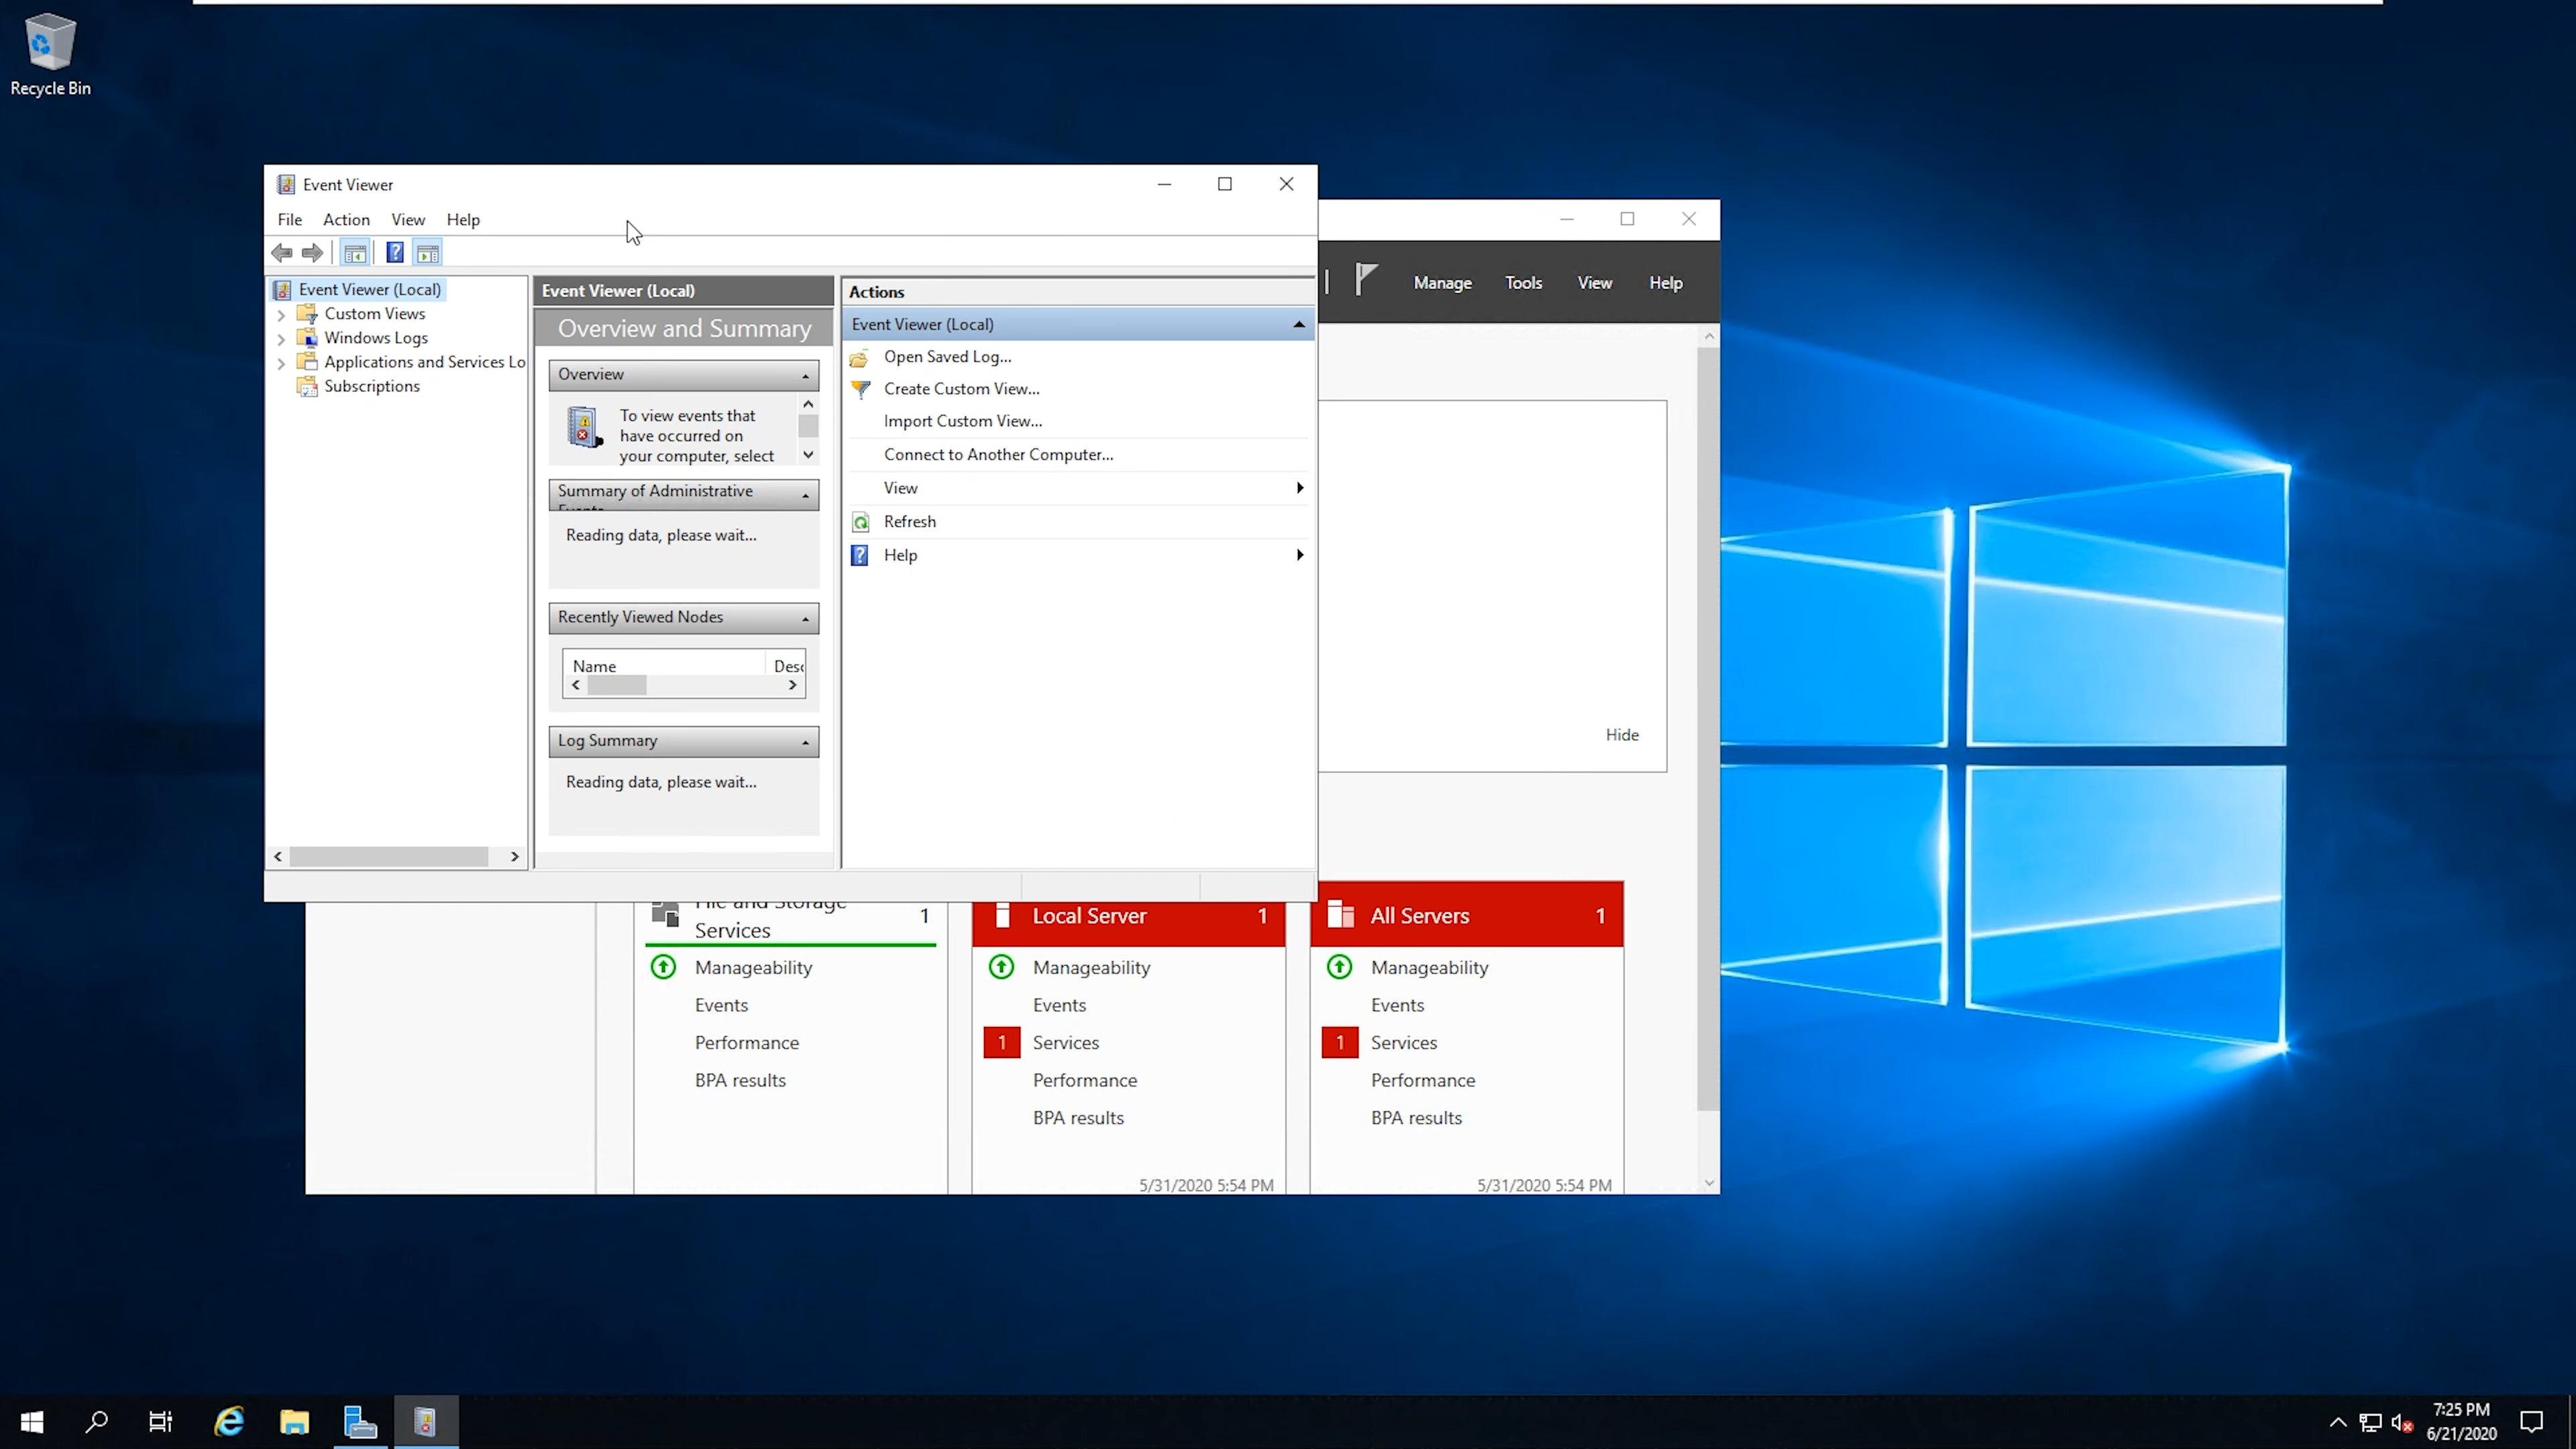 Recycle Bin
Event Viewer
File Action View Help
Event Viewer (Local)
Custom Views
Windows Logs
Applications and Services Lo
Subscriptions
Event Viewer (Local)
Overview and Summary
Overview
To view events that
have occurred on
your computer, select
Summary of Administrative
Events
Reading data, please wait...
Recently Viewed Nodes
Name Desc
Log Summary
Reading data, please wait...
Actions
Event Viewer (Local)
Open Saved Log...
Create Custom View...
Import Custom View...
Connect to Another Computer...
View
Refresh
Help
Manage Tools View Help
Hide
File and Storage
Services
1
Manageability
Events
Performance
BPA results
Local Server 1
Manageability
Events
1 Services
Performance
BPA results
5/31/2020 5:54 PM
All Servers 1
Manageability
Events
1 Services
Performance
BPA results
5/31/2020 5:54 PM
7:25 PM
6/21/2020